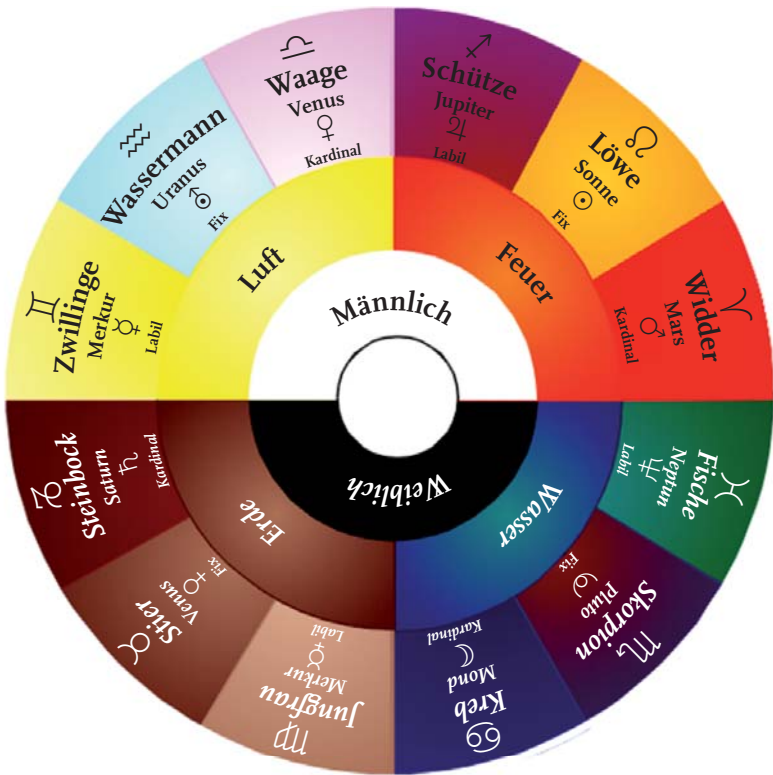 Männlich
Weiblich
Luft
Feuer
Wasser
Erde
Waage
Venus
Kardinal
Schütze
Jupiter
Labil
Löwe
Sonne
Fix
Widder
Mars
Kardinal
Fische
Neptun
Labil
Skorpion
Pluto
Fix
Kreb
Mond
Kardinal
Jungfrau
Merkur
Labil
Stier
Venus
Fix
Steinbock
Saturn
Kardinal
Zwillinge
Merkur
Labil
Wassermann
Uranus
Fix